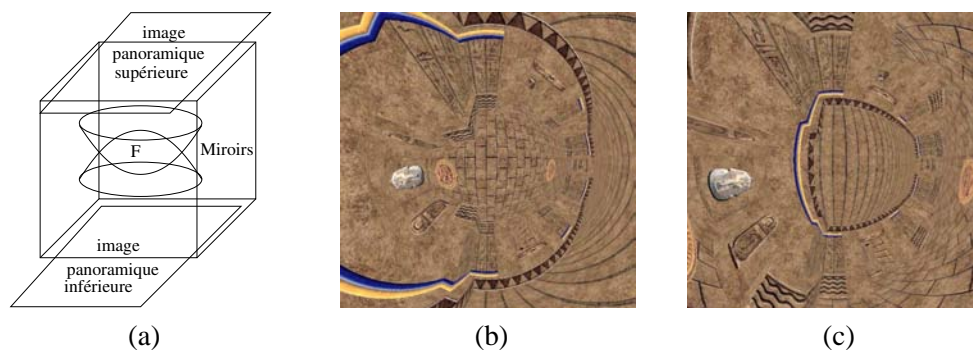 image
panoramique
supérieure
F
Miroirs
image
panoramique
inférieure
(a)
(b)
(c)